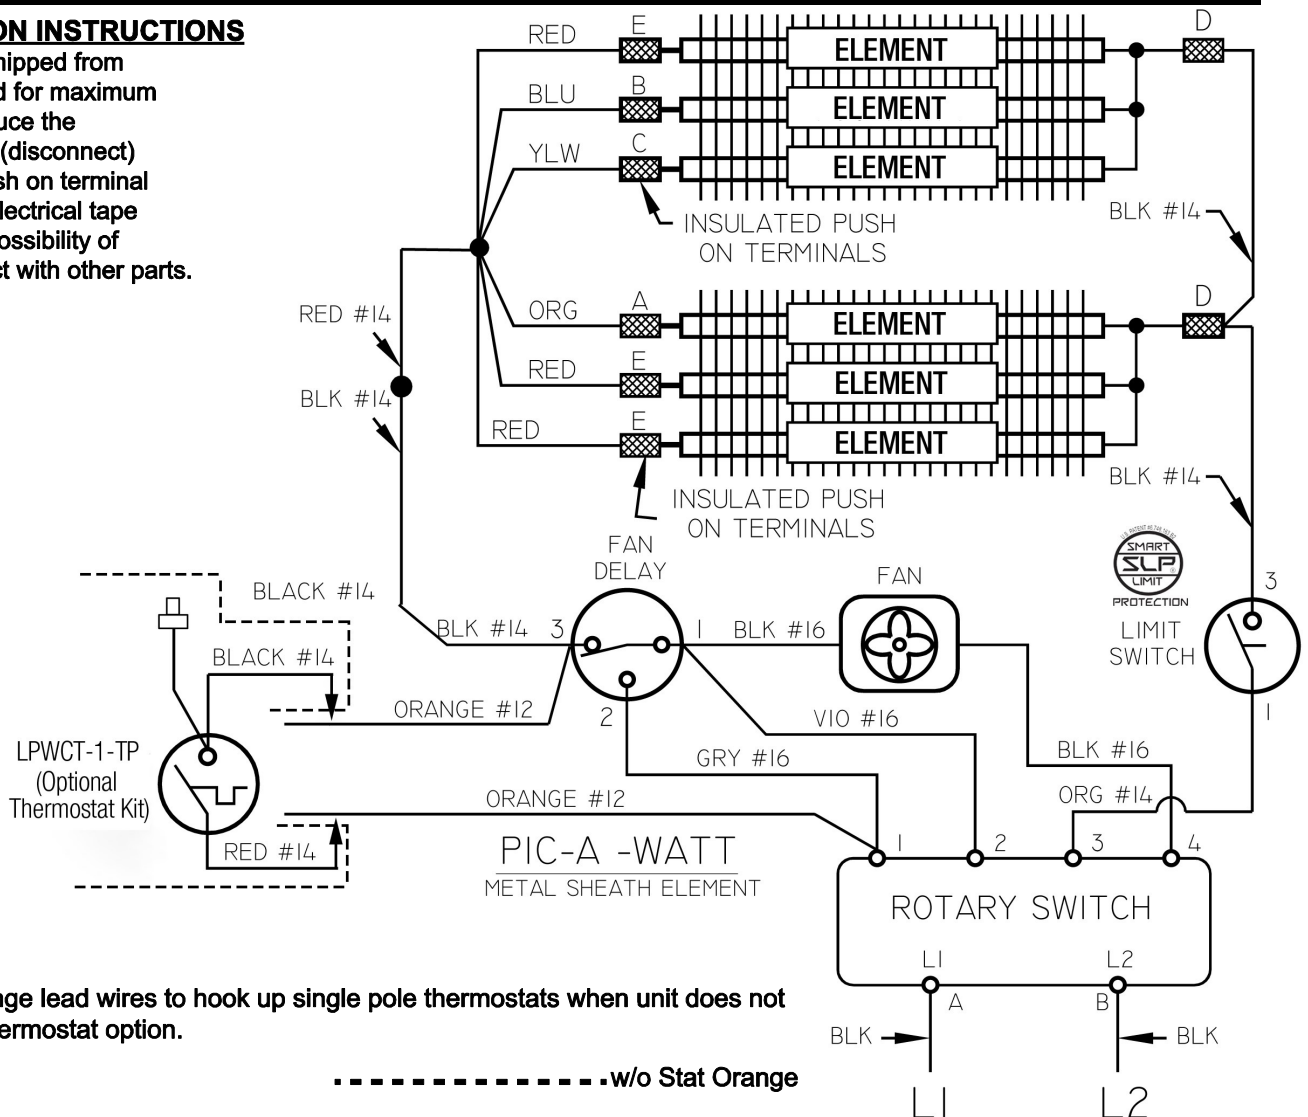 ON INSTRUCTIONS
hipped from
d for maximum
uce the
(disconnect)
sh on terminal
electrical tape
ossibility of
ct with other parts.
RED
E
ELEMENT
D
BLU
B
ELEMENT
YLW
C
ELEMENT
INSULATED PUSH
ON TERMINALS
BLK #14
RED #14
ORG
A
ELEMENT
D
RED
E
ELEMENT
BLK #14
RED
E
ELEMENT
INSULATED PUSH
ON TERMINALS
BLK #14
FAN
DELAY
FAN
SMART
SLP
LIMIT
PROTECTION
LIMIT
SWITCH
3
1
BLACK #14
BLK #14
3
1
2
BLK #16
BLACK #14
ORANGE #12
VIO #16
GRY #16
BLK #16
ORG #14
LPWCT-1-TP
(Optional
Thermostat Kit)
RED #14
ORANGE #12
PIC-A -WATT
METAL SHEATH ELEMENT
1
2
3
4
ROTARY SWITCH
L1
L2
A
B
BLK
BLK
L1
L2
nge lead wires to hook up single pole thermostats when unit does not
ermostat option.
w/o Stat Orange